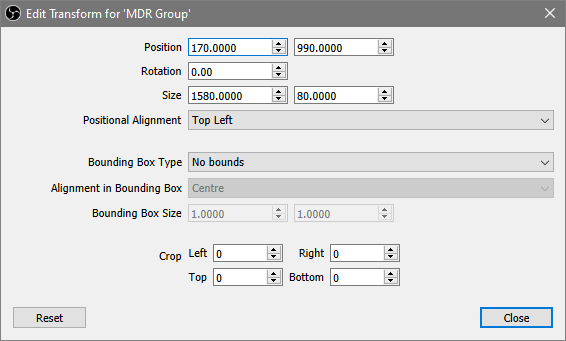 Edit Transform for 'MDR Group'
Position 170.0000 990.0000
Rotation 0.00
Size 1580.0000 80.0000
Positional Alignment Top Left
Bounding Box Type No bounds
Alignment in Bounding Box Centre
Bounding Box Size 1.0000 1.0000
Crop Left 0 Right 0
Top 0 Bottom 0
Reset Close